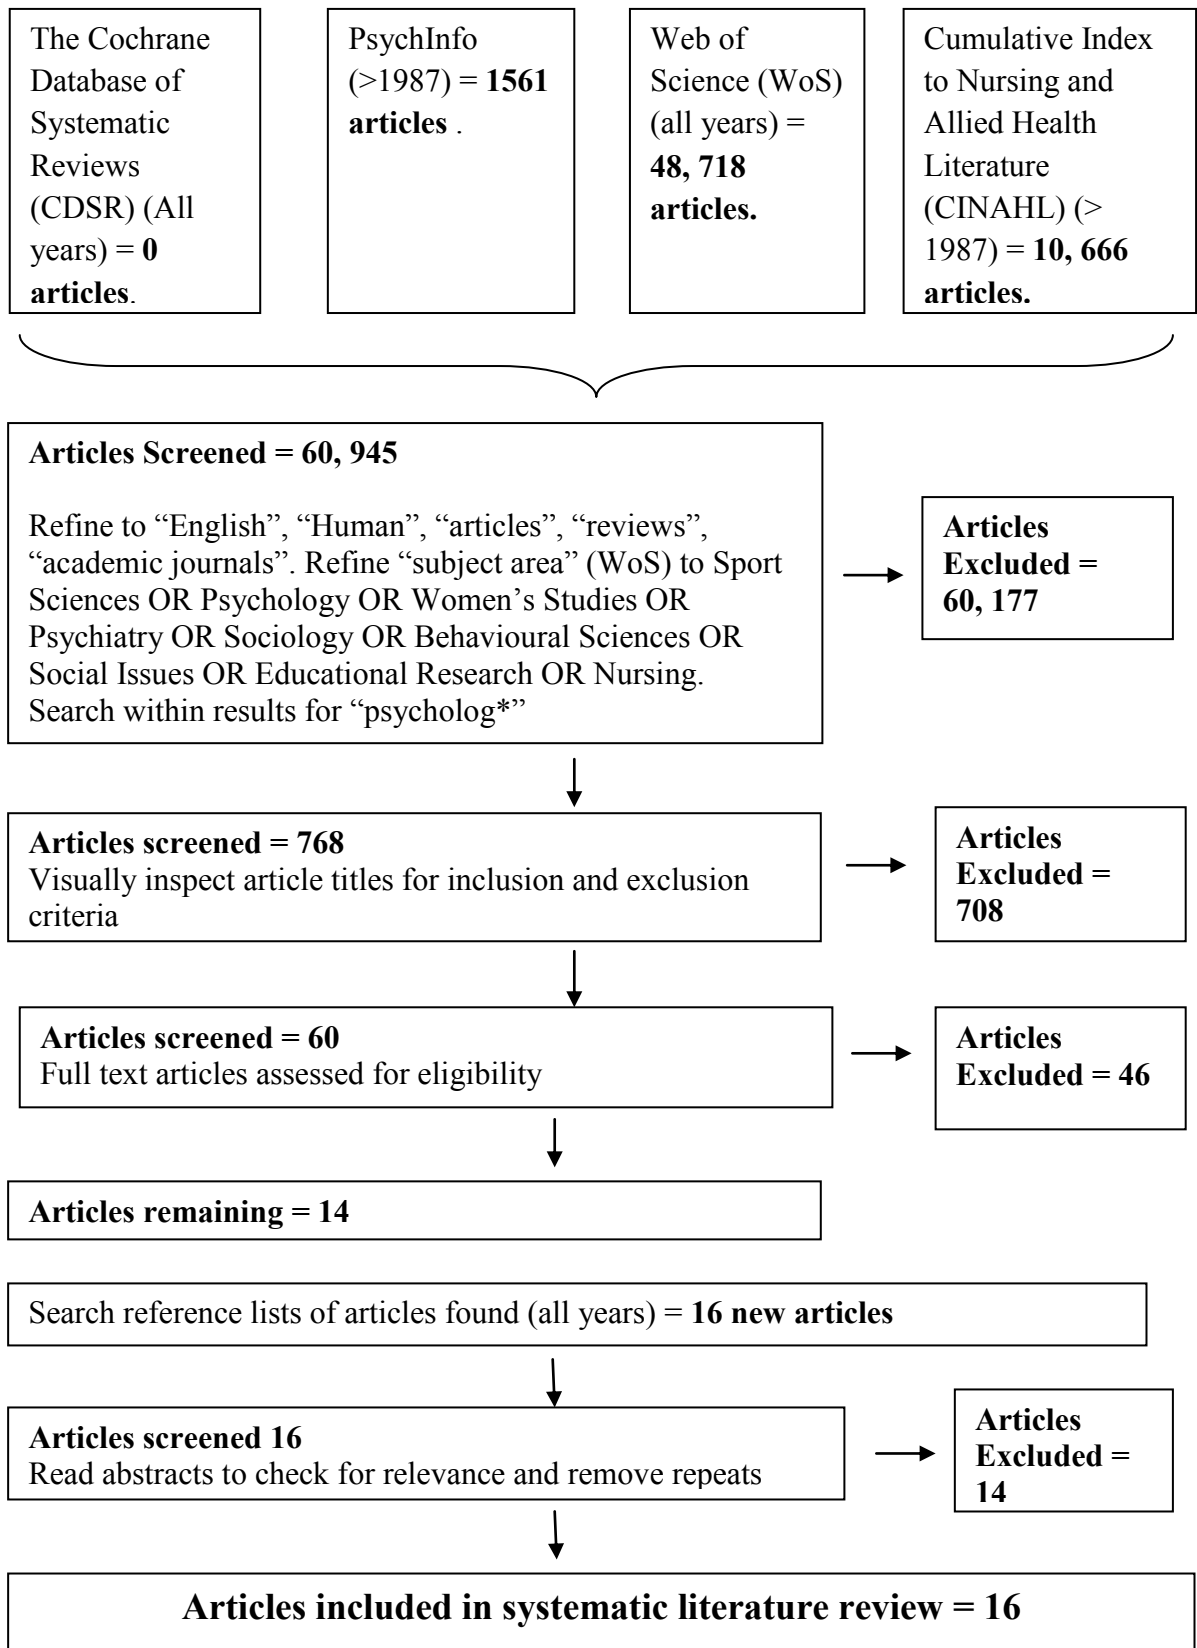 The Cochrane
Database of
Systematic
Reviews
(CDSR) (All
years) = 0
articles.
PsychInfo
(>1987) = 1561
articles .
Web of
Science (WoS)
(all years) =
48, 718
articles.
Cumulative Index
to Nursing and
Allied Health
Literature
(CINAHL) (>
1987) = 10, 666
articles.
Articles Screened = 60, 945
Refine to “English”, “Human”, “articles”, “reviews”,
“academic journals”. Refine “subject area” (WoS) to Sport
Sciences OR Psychology OR Women’s Studies OR
Psychiatry OR Sociology OR Behavioural Sciences OR
Social Issues OR Educational Research OR Nursing.
Search within results for “psycholog*”
Articles
Excluded =
60, 177
Articles screened = 768
Visually inspect article titles for inclusion and exclusion
criteria
Articles
Excluded =
708
Articles screened = 60
Full text articles assessed for eligibility
Articles
Excluded = 46
Articles remaining = 14
Search reference lists of articles found (all years) = 16 new articles
Articles screened 16
Read abstracts to check for relevance and remove repeats
Articles
Excluded =
14
Articles included in systematic literature review = 16